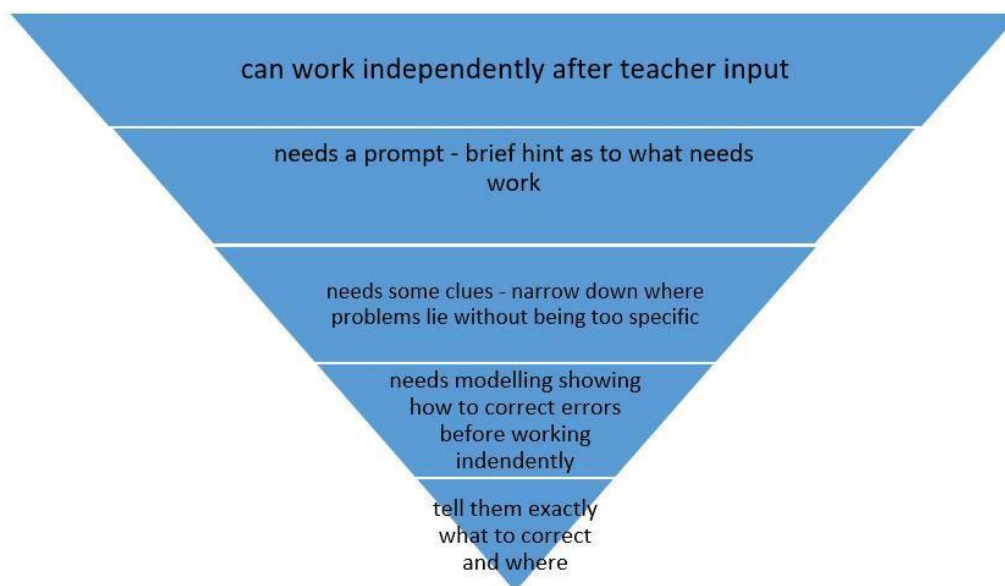 can work independently after teacher input
needs a prompt - brief hint as to what needs
work
needs some clues - narrow down where
problems lie without being too specific
needs modelling showing
how to correct errors
before working
indendently
tell them exactly
what to correct
and where